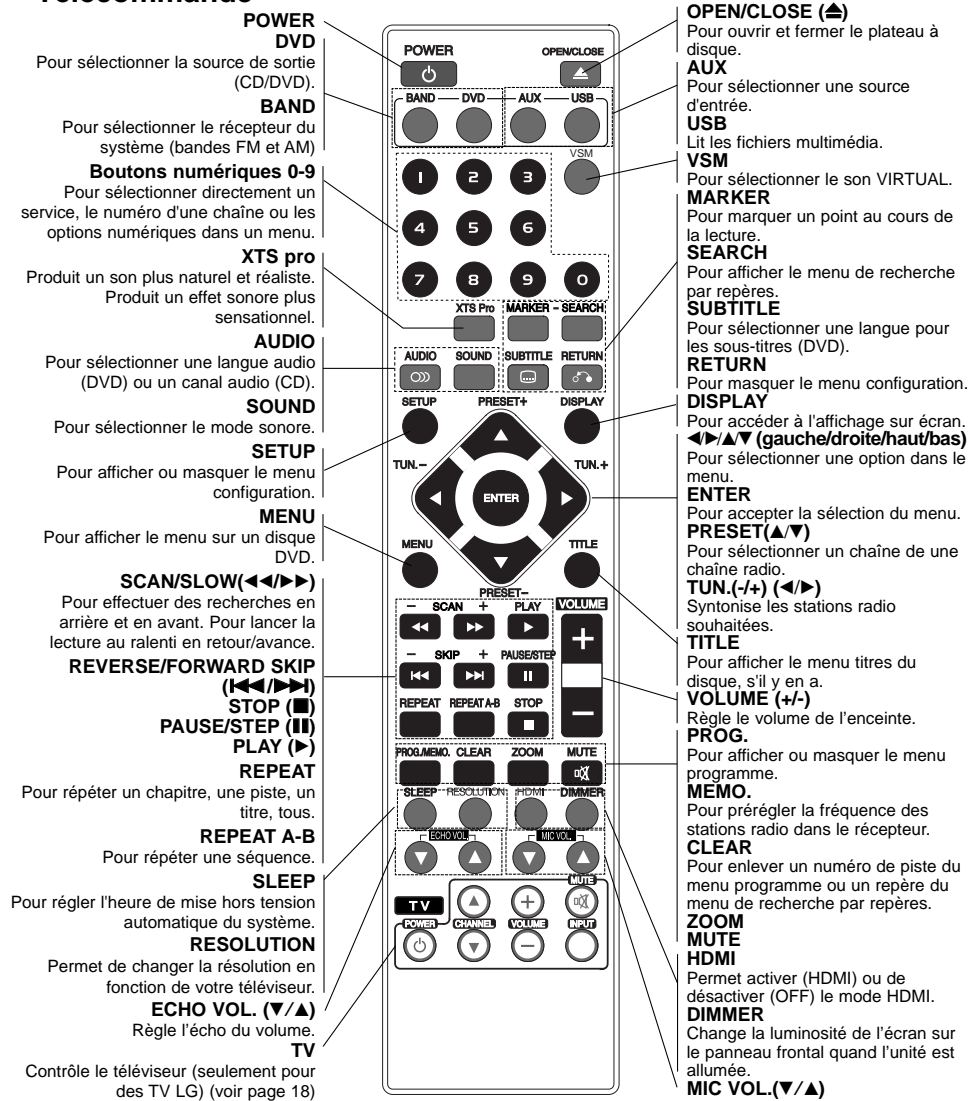 Télécommande
POWER
DVD
Pour sélectionner la source de sortie
(CD/DVD).
BAND
Pour sélectionner le récepteur du
système (bandes FM et AM)
Boutons numériques 0-9
Pour sélectionner directement un
service, le numéro d'une chaîne ou les
options numériques dans un menu.
XTS pro
Produit un son plus naturel et réaliste.
Produit un effet sonore plus
sensationnel.
AUDIO
Pour sélectionner une langue audio
(DVD) ou un canal audio (CD).
SOUND
Pour sélectionner le mode sonore.
SETUP
Pour afficher ou masquer le menu
configuration.
MENU
Pour afficher le menu sur un disque
DVD.
SCAN/SLOW(◄◄/►►)
Pour effectuer des recherches en
arrière et en avant. Pour lancer la
lecture au ralenti en retour/avance.
REVERSE/FORWARD SKIP
(|◄◄/►►|)
STOP (■)
PAUSE/STEP (❚❚)
PLAY (►)
REPEAT
Pour répéter un chapitre, une piste, un
titre, tous.
REPEAT A-B
Pour répéter une séquence.
SLEEP
Pour régler l'heure de mise hors tension
automatique du système.
RESOLUTION
Permet de changer la résolution en
fonction de votre téléviseur.
ECHO VOL. (▼/▲)
Règle l'écho du volume.
TV
Contrôle le téléviseur (seulement pour
des TV LG) (voir page 18)
POWER OPEN/CLOSE
BAND DVD AUX USB
VSM
1 2 3
4 5 6
7 8 9 0
XTS Pro MARKER - SEARCH
AUDIO SOUND SUBTITLE RETURN
SETUP PRESET+ DISPLAY
TUN.- TUN.+
ENTER
MENU TITLE
PRESET-
- SCAN + PLAY VOLUME
+
- SKIP + PAUSE/STEP
REPEAT REPEAT A-B STOP
-
PROG./MEMO. CLEAR ZOOM MUTE
SLEEP RESOLUTION HDMI DIMMER
ECHO VOL. MIC VOL.
MUTE
TV
POWER CHANNEL VOLUME INPUT
OPEN/CLOSE (⏏)
Pour ouvrir et fermer le plateau à
disque.
AUX
Pour sélectionner une source
d'entrée.
USB
Lit les fichiers multimédia.
VSM
Pour sélectionner le son VIRTUAL.
MARKER
Pour marquer un point au cours de
la lecture.
SEARCH
Pour afficher le menu de recherche
par repères.
SUBTITLE
Pour sélectionner une langue pour
les sous-titres (DVD).
RETURN
Pour masquer le menu configuration.
DISPLAY
Pour accéder à l'affichage sur écran.
◄/►/▲/▼ (gauche/droite/haut/bas)
Pour sélectionner une option dans le
menu.
ENTER
Pour accepter la sélection du menu.
PRESET(▲/▼)
Pour sélectionner un chaîne de une
chaîne radio.
TUN.(-/+) (◄/►)
Syntonise les stations radio
souhaitées.
TITLE
Pour afficher le menu titres du
disque, s'il y en a.
VOLUME (+/-)
Règle le volume de l'enceinte.
PROG.
Pour afficher ou masquer le menu
programme.
MEMO.
Pour prérégler la fréquence des
stations radio dans le récepteur.
CLEAR
Pour enlever un numéro de piste du
menu programme ou un repère du
menu de recherche par repères.
ZOOM
MUTE
HDMI
Permet activer (HDMI) ou de
désactiver (OFF) le mode HDMI.
DIMMER
Change la luminosité de l'écran sur
le panneau frontal quand l'unité est
allumée.
MIC VOL.(▼/▲)